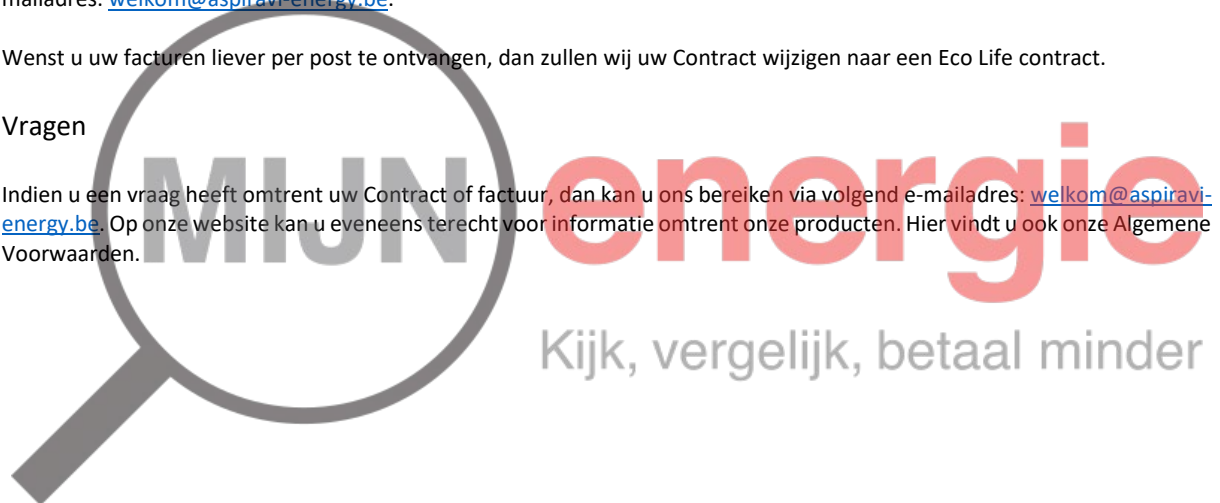 mailadres: welkom@aspiravi-energy.be.
Wenst u uw facturen liever per post te ontvangen, dan zullen wij uw Contract wijzigen naar een Eco Life contract.
Vragen
Indien u een vraag heeft omtrent uw Contract of factuur, dan kan u ons bereiken via volgend e-mailadres: welkom@aspiravi-
energy.be. Op onze website kan u eveneens terecht voor informatie omtrent onze producten. Hier vindt u ook onze Algemene
Voorwaarden.
MIJN energie
Kijk, vergelijk, betaal minder